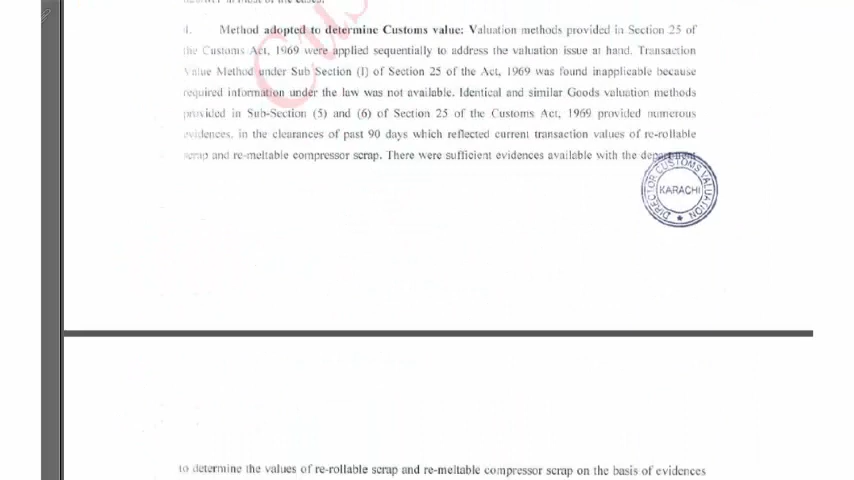 4. Method adopted to determine Customs value: Valuation methods provided in Section 25 of
the Customs Act, 1969 were applied sequentially to address the valuation issue at hand. Transaction
Value Method under Sub Section (1) of Section 25 of the Act, 1969 was found inapplicable because
required information under the law was not available. Identical and similar Goods valuation methods
provided in Sub-Section (5) and (6) of Section 25 of the Customs Act, 1969 provided numerous
evidences, in the clearances of past 90 days which reflected current transaction values of re-rollable
scrap and re-meltable compressor scrap. There were sufficient evidences available with the department
DIRECTOR CUSTOMS VALUATION
KARACHI
to determine the values of re-rollable scrap and re-meltable compressor scrap on the basis of evidences